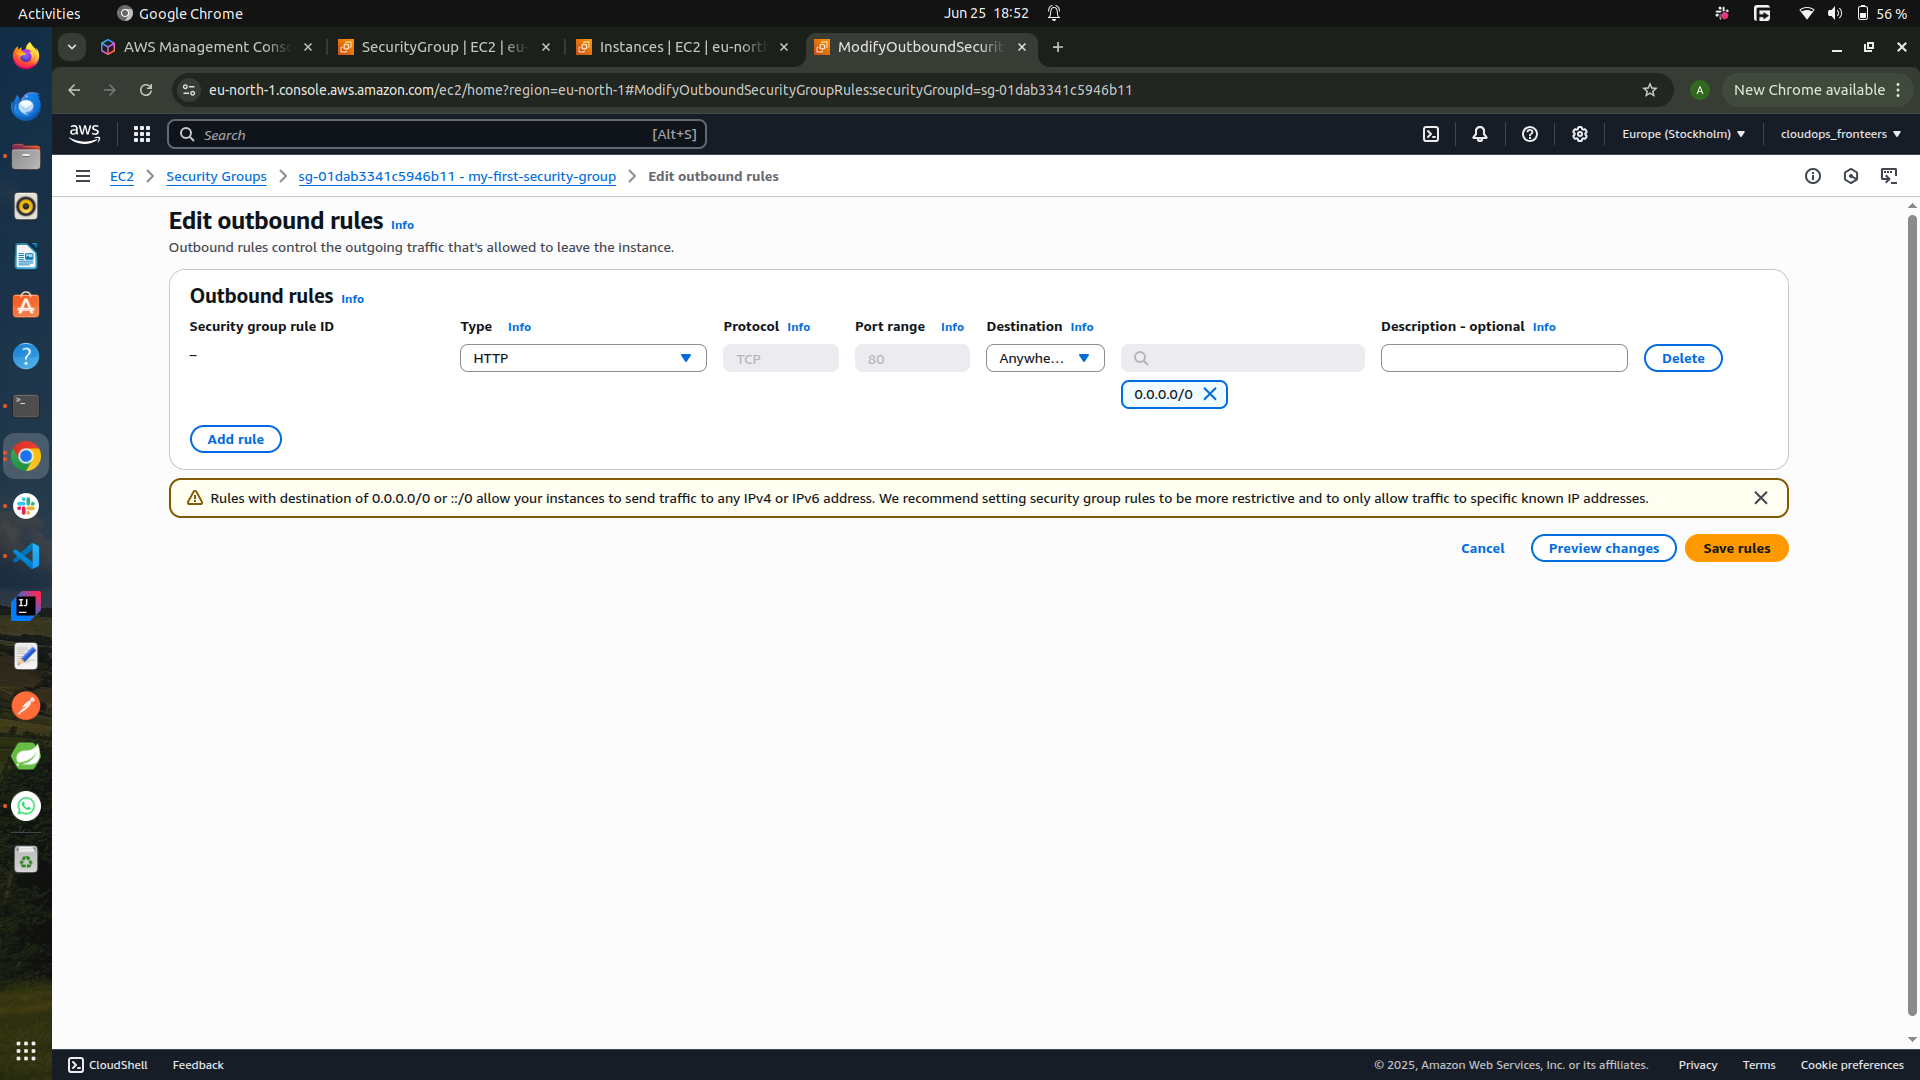 Activities Google Chrome Jun 25 18:52 56 %
AWS Management Cons SecurityGroup | EC2 | eu- Instances | EC2 | eu-nort ModifyOutboundSecurit
eu-north-1.console.aws.amazon.com/ec2/home?region=eu-north-1#ModifyOutboundSecurityGroupRules:securityGroupId=sg-01dab3341c5946b11 A New Chrome available
aws Search [Alt+S] Europe (Stockholm) cloudops_fronteers
EC2 Security Groups sg-01dab3341c5946b11 - my-first-security-group Edit outbound rules
Edit outbound rules Info
Outbound rules control the outgoing traffic that's allowed to leave the instance.
Outbound rules Info
Security group rule ID Type Info Protocol Info Port range Info Destination Info Description - optional Info
– HTTP TCP 80 Anywhe... Delete
0.0.0.0/0
Add rule
Rules with destination of 0.0.0.0/0 or ::/0 allow your instances to send traffic to any IPv4 or IPv6 address. We recommend setting security group rules to be more restrictive and to only allow traffic to specific known IP addresses.
Cancel Preview changes Save rules
CloudShell Feedback © 2025, Amazon Web Services, Inc. or its affiliates. Privacy Terms Cookie preferences